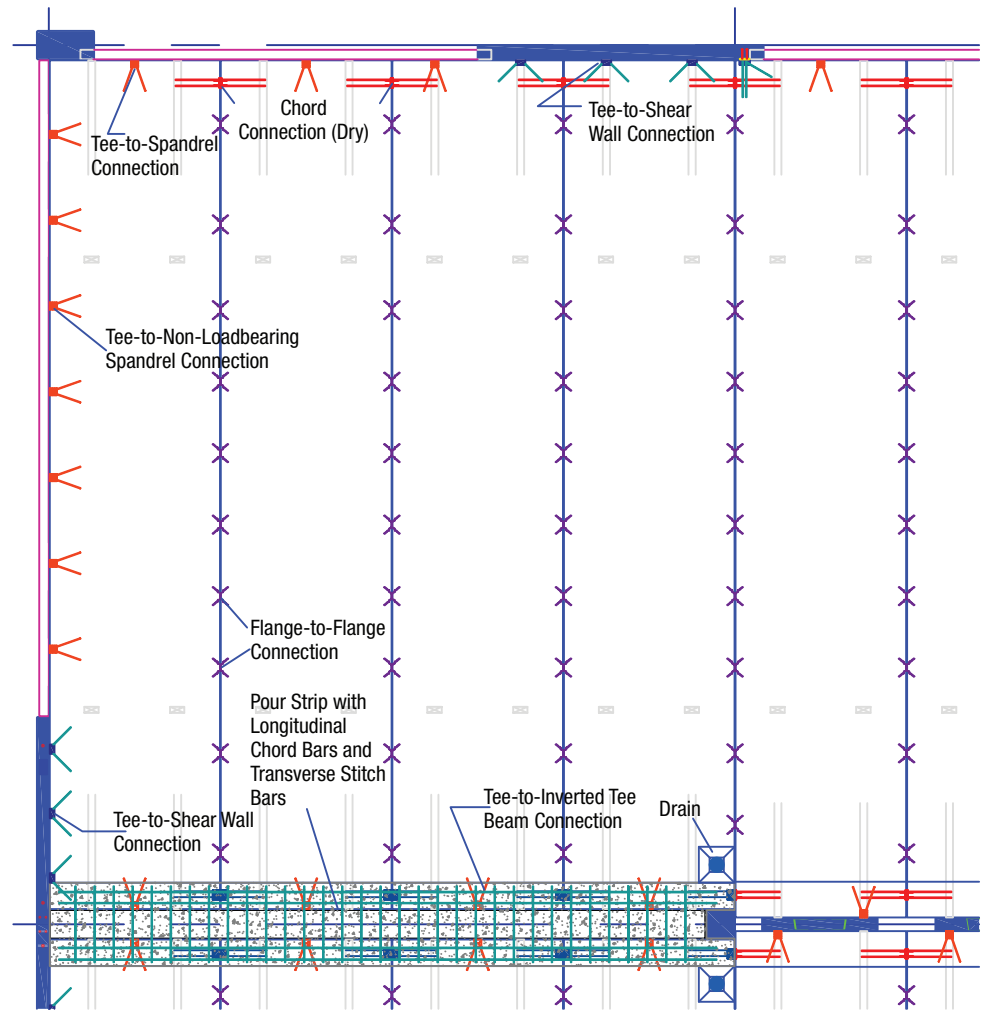 Chord
Connection (Dry)
Tee-to-Shear
Wall Connection
Tee-to-Spandrel
Connection
Tee-to-Non-Loadbearing
Spandrel Connection
Flange-to-Flange
Connection
Pour Strip with
Longitudinal
Chord Bars and
Transverse Stitch
Bars
Tee-to-Inverted Tee
Beam Connection
Drain
Tee-to-Shear Wall
Connection